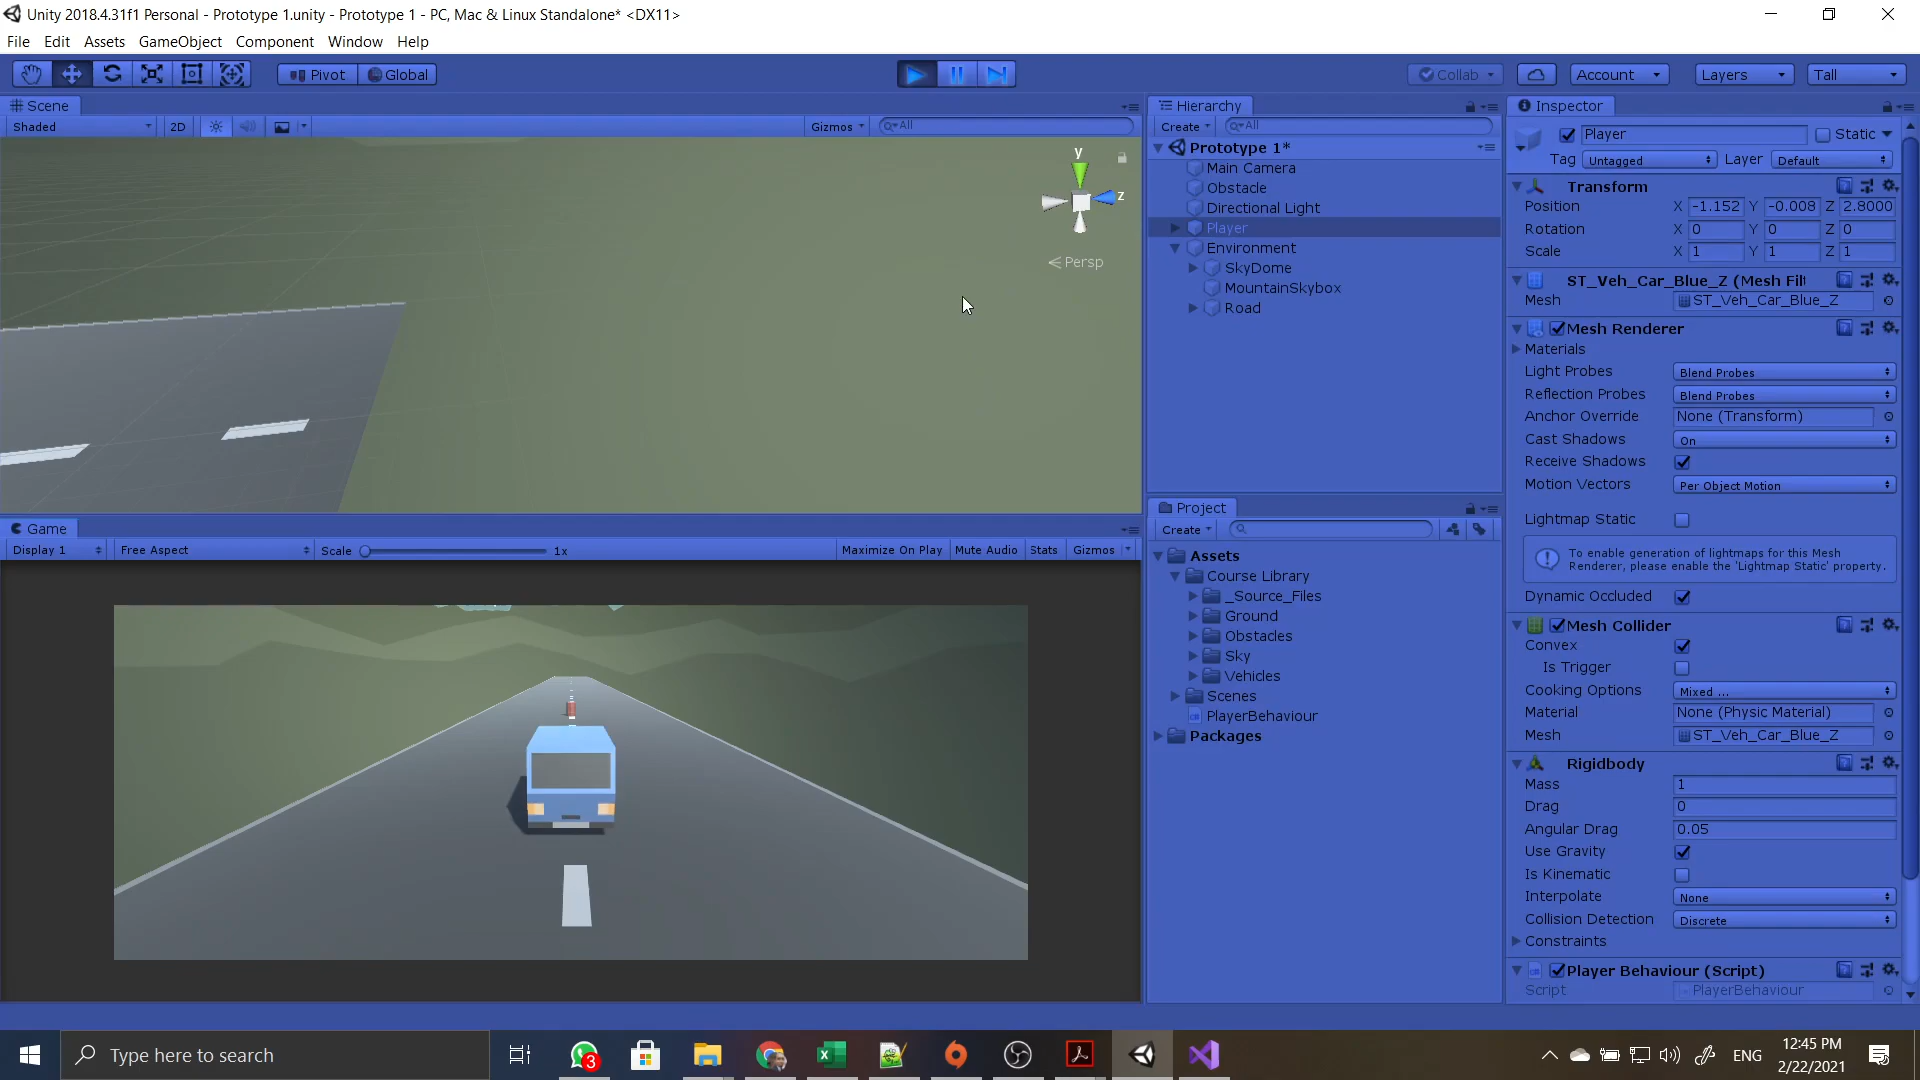 Unity 2018.4.31f1 Personal - Prototype 1.unity - Prototype 1 - PC, Mac & Linux Standalone* <DX11>
File Edit Assets GameObject Component Window Help
Pivot Global Collab Account Layers Tall
Scene
Shaded 2D Gizmos All
y
z
Persp
Game
Display 1 Free Aspect Scale 1x Maximize On Play Mute Audio Stats Gizmos
Hierarchy
Create All
Prototype 1*
Main Camera
Obstacle
Directional Light
Player
Environment
SkyDome
MountainSkybox
Road
Project
Create
Assets
Course Library
_Source_Files
Ground
Obstacles
Sky
Vehicles
Scenes
PlayerBehaviour
Packages
Inspector
Player Static
Tag Untagged Layer Default
Transform
Position X -1.152 Y -0.008 Z 2.8000
Rotation X 0 Y 0 Z 0
Scale X 1 Y 1 Z 1
ST_Veh_Car_Blue_Z (Mesh Filt
Mesh ST_Veh_Car_Blue_Z
Mesh Renderer
Materials
Light Probes Blend Probes
Reflection Probes Blend Probes
Anchor Override None (Transform)
Cast Shadows On
Receive Shadows
Motion Vectors Per Object Motion
Lightmap Static
To enable generation of lightmaps for this Mesh
Renderer, please enable the 'Lightmap Static' property.
Dynamic Occluded
Mesh Collider
Convex
Is Trigger
Cooking Options Mixed ...
Material None (Physic Material)
Mesh ST_Veh_Car_Blue_Z
Rigidbody
Mass 1
Drag 0
Angular Drag 0.05
Use Gravity
Is Kinematic
Interpolate None
Collision Detection Discrete
Constraints
Player Behaviour (Script)
Script PlayerBehaviour
Type here to search
3
ENG
12:45 PM
2/22/2021